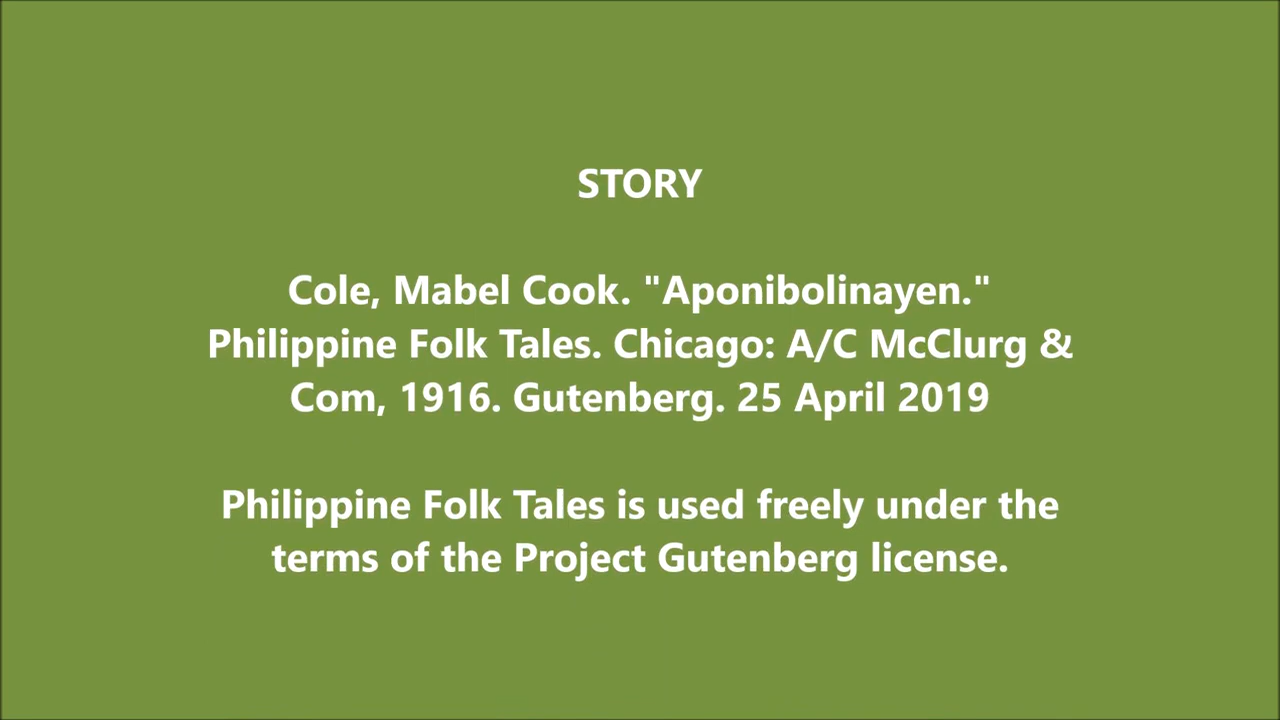 STORY
Cole, Mabel Cook. "Aponibolinayen."
Philippine Folk Tales. Chicago: A/C McClurg &
Com, 1916. Gutenberg. 25 April 2019
Philippine Folk Tales is used freely under the
terms of the Project Gutenberg license.